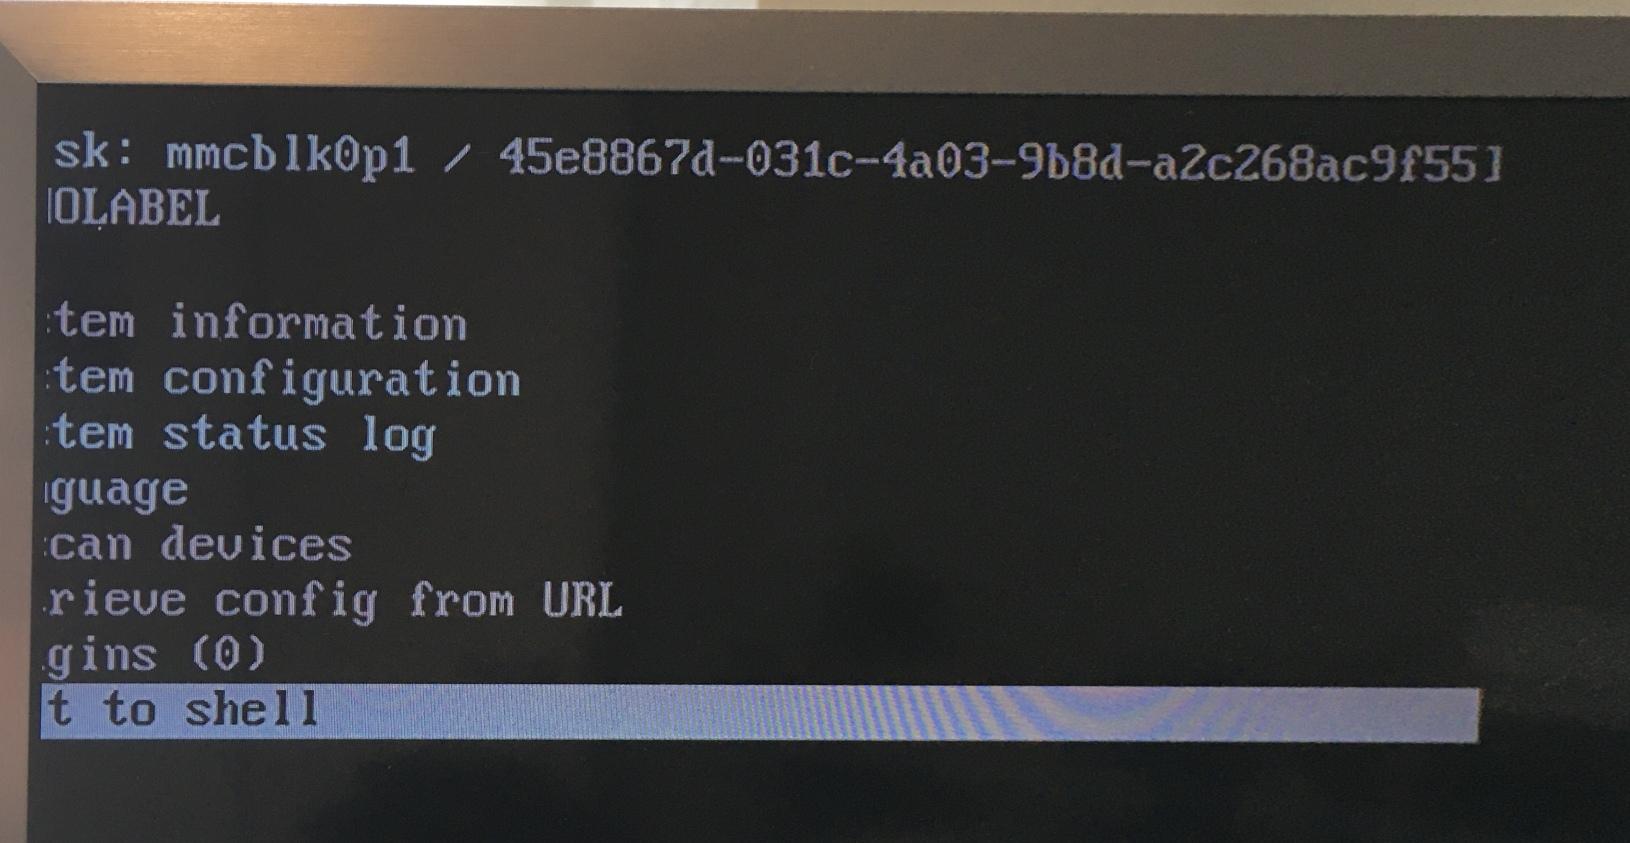 sk: mmcblk0p1 / 45e8867d-031c-4a03-9b8d-a2c268ac9f55]
OLABEL
tem information
tem configuration
tem status log
guage
can devices
rieve config from URL
gins (0)
t to shell